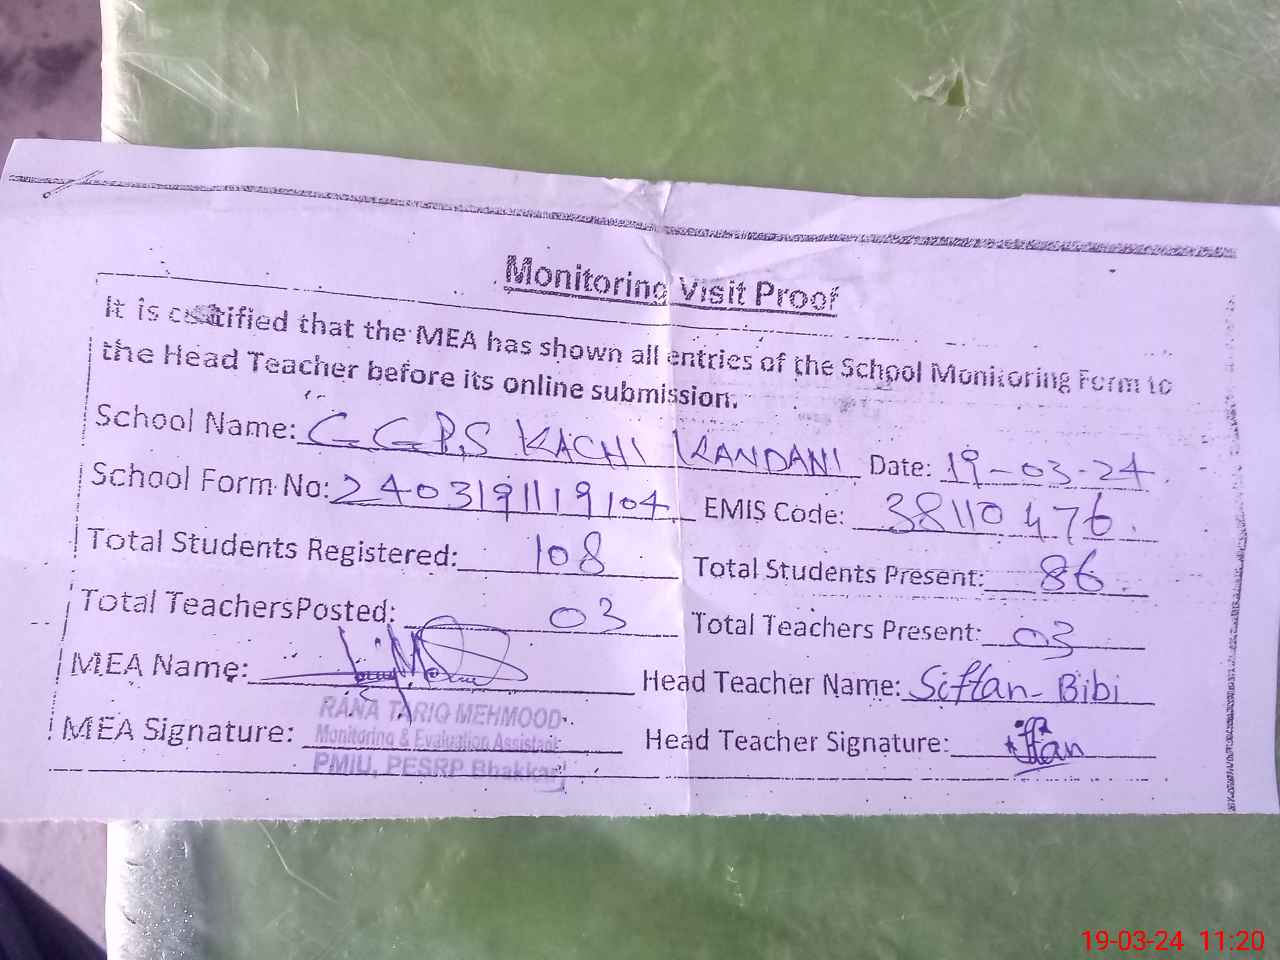 Monitoring Visit Proof
It is certified that the MEA has shown all entries of the School Monitoring Form to
the Head Teacher before its online submission.
School Name: G G P,S KACHI KANDANI Date: 19-03-24
School Form No: 2403191119104 EMIS Code: 38110476.
Total Students Registered: 108 Total Students Present: 86.
Total TeachersPosted: 03 Total Teachers Present: 03
MEA Name: Head Teacher Name: Siftan- Bibi
RANA TARIQ MEHMOOD
MEA Signature: Monitoring & Evaluation Assistant Head Teacher Signature:
PMIU, PESRP Bhakkar
19-03-24 11:20